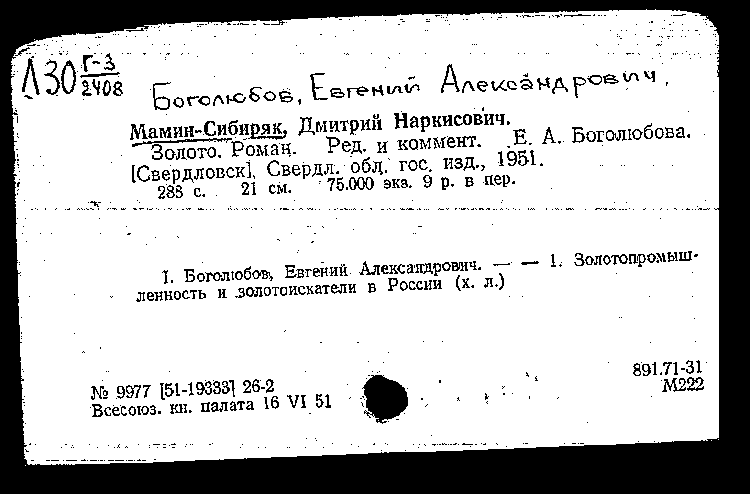 Л30 Г-3
2408
Боголюбов, Евгений Александрович,
Мамин-Сибиряк, Дмитрий Наркисович.
Золото. Роман. Ред. и коммент. Е. А. Боголюбова.
[Свердловск], Свердл. обл. гос. изд., 1951.
288 с. 21 см. 75.000 экз. 9 р. в пер.
I. Боголюбов, Евгений Александрович. — — 1. Золотопромыш-
ленность и золотоискатели в России (х. л.)
891.71-31
№ 9977 [51-19333] 26-2
М222
Всесоюз. кн. палата 16 VI 51